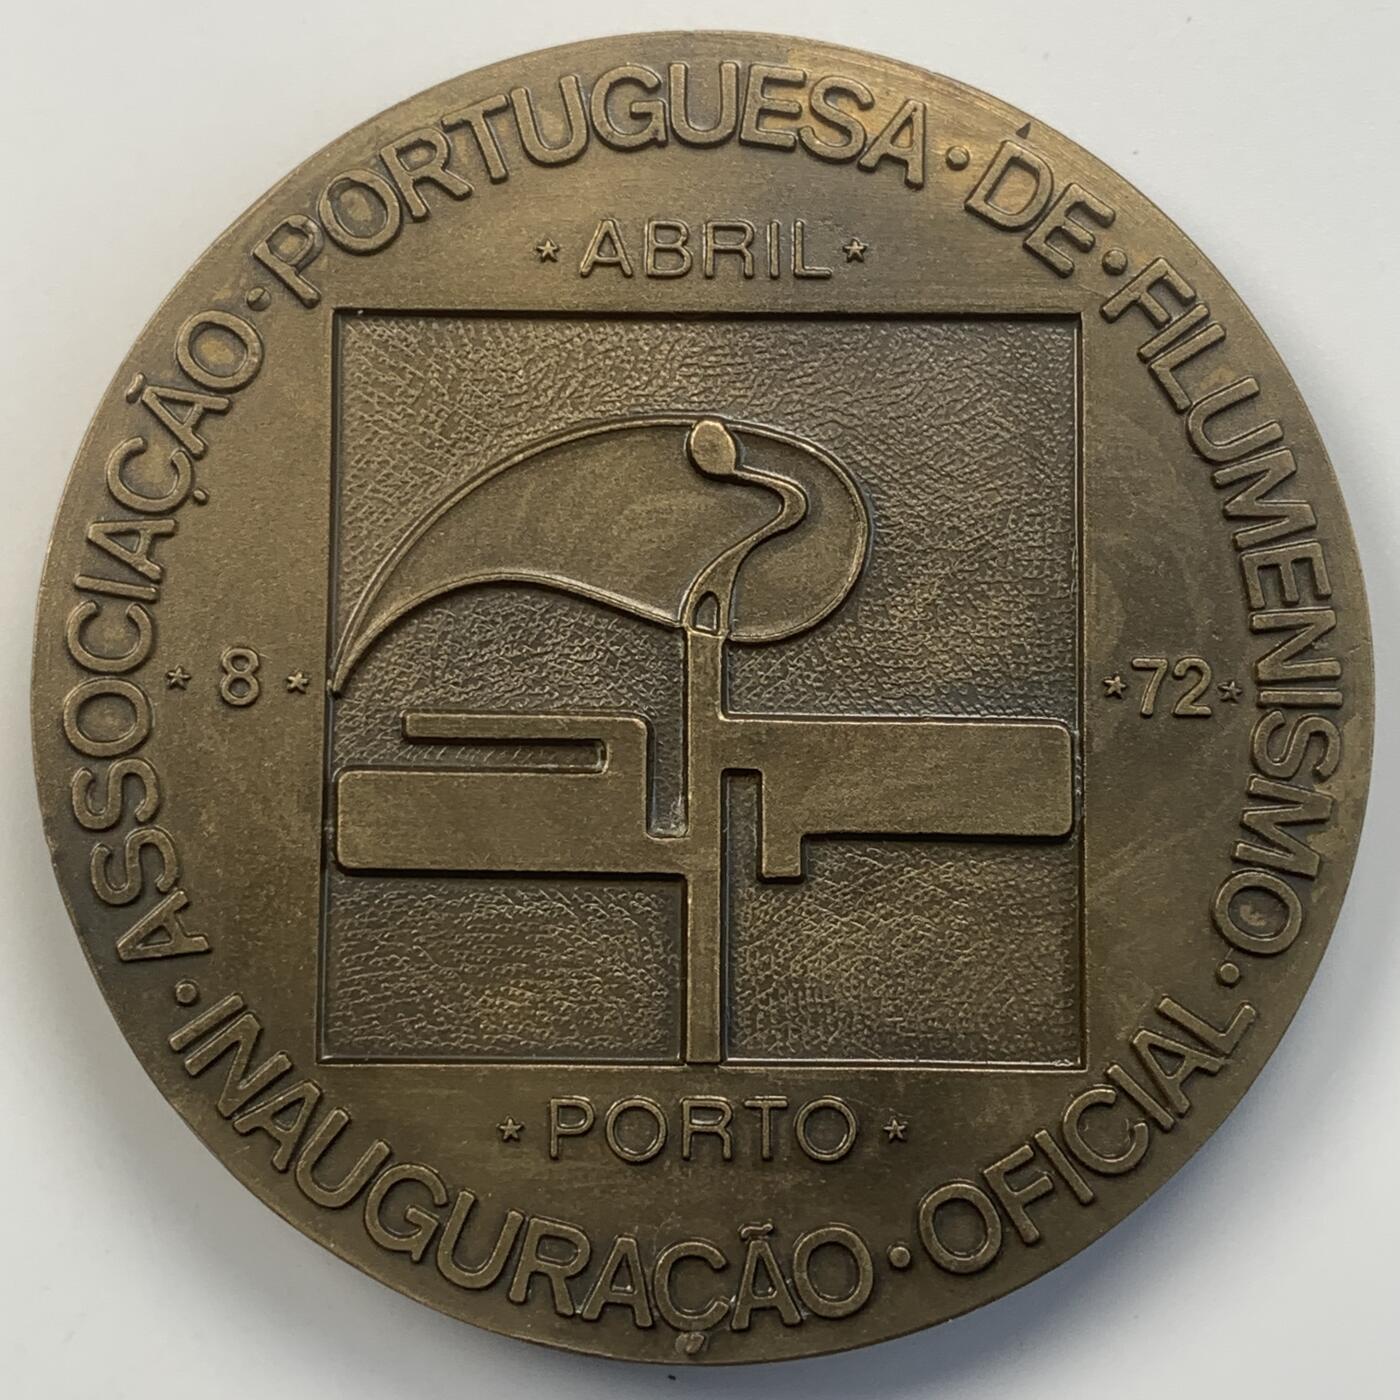 ASSOCIAÇÃO · PORTUGUESA · DE · FILUMENISMO ·
* ABRIL *
* 8 *
* 72 *
* PORTO *
INAUGURAÇÃO · OFICIAL